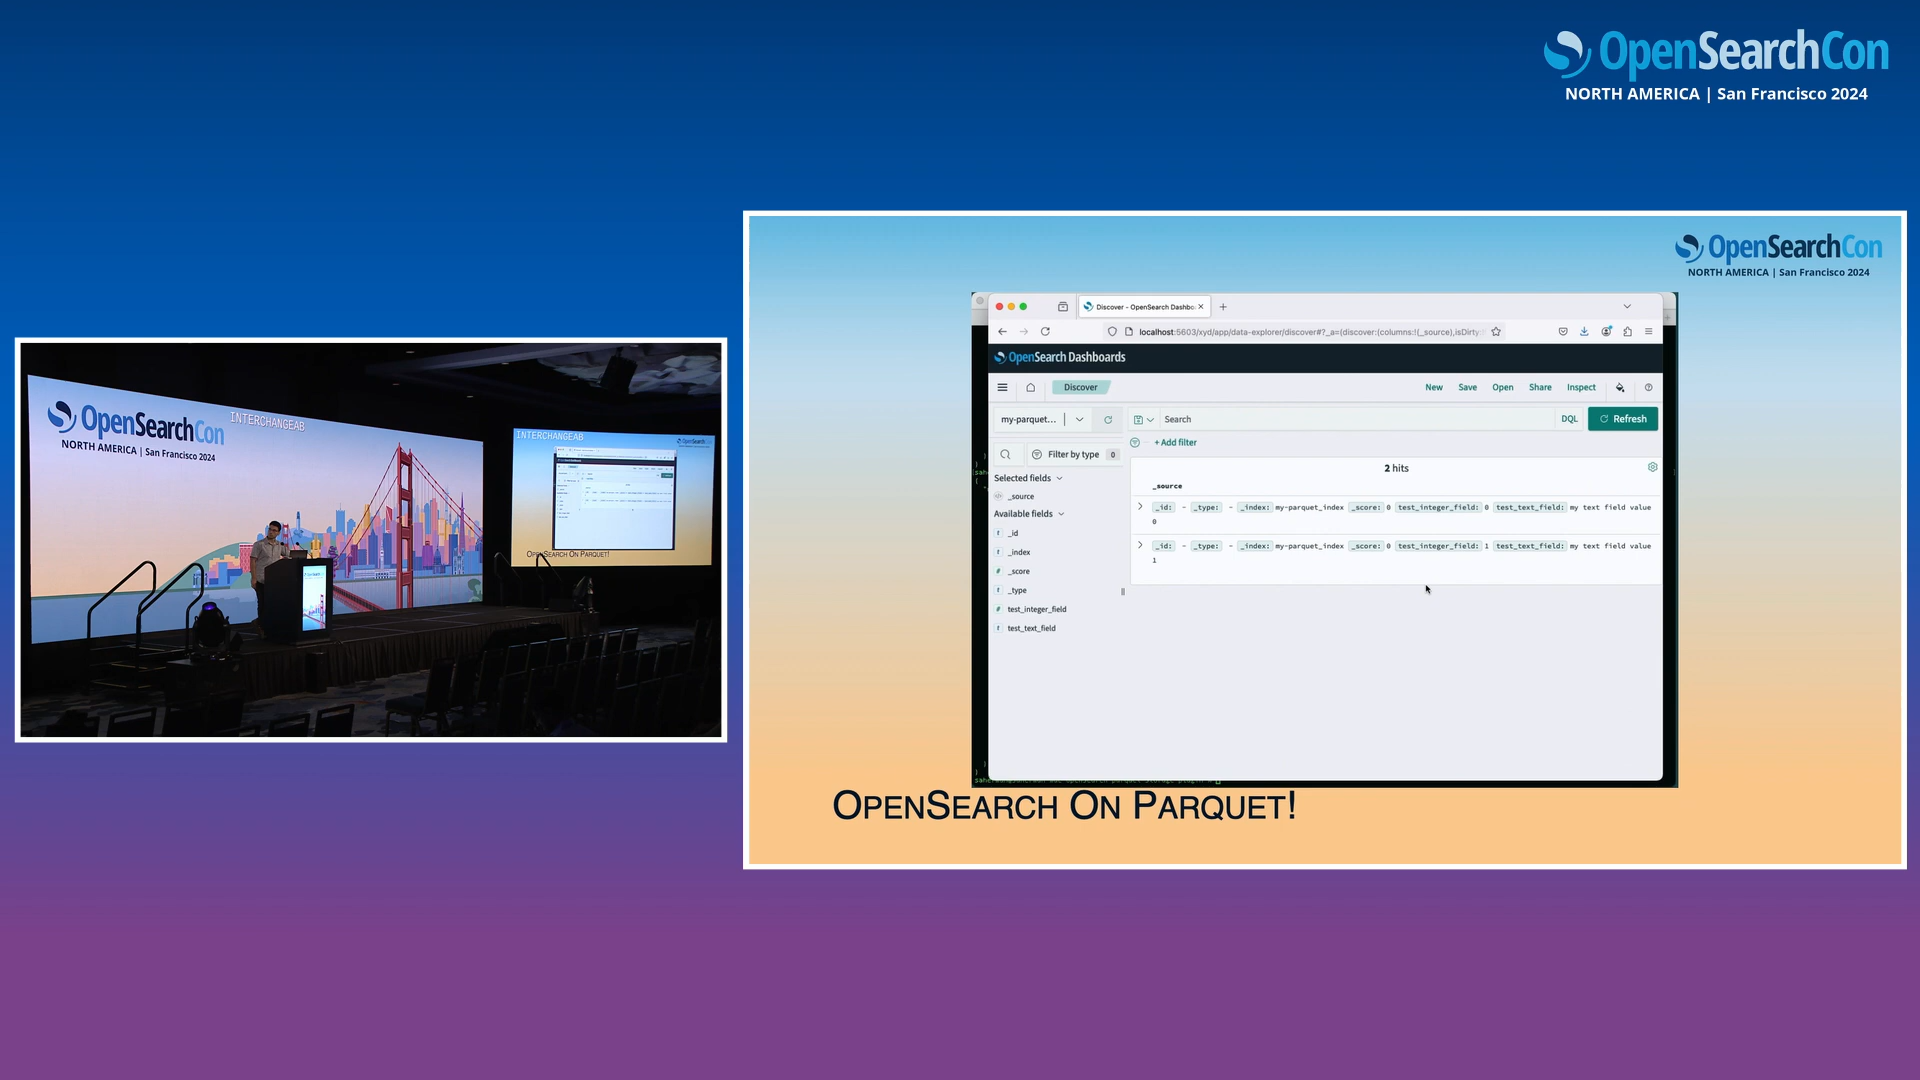 OpenSearchCon
NORTH AMERICA | San Francisco 2024
OpenSearchCon
NORTH AMERICA | San Francisco 2024
INTERCHANGEAB
INTERCHANGEAB
OPENSEARCH ON PARQUET!
OpenSearchCon
NORTH AMERICA | San Francisco 2024
Discover - OpenSearch Dashbo
localhost:5603/xyd/app/data-explorer/discover#?_a=(discover:(columns:!(_source),isDirty:
OpenSearch Dashboards
Discover
New Save Open Share Inspect
my-parquet...
Search
DQL
Refresh
+ Add filter
Filter by type 0
2 hits
Selected fields
_source
_source
Available fields
_id
_index
_score
_type
test_integer_field
test_text_field
_id: - _type: - _index: my-parquet_index _score: 0 test_integer_field: 0 test_text_field: my text field value
0
_id: - _type: - _index: my-parquet_index _score: 0 test_integer_field: 1 test_text_field: my text field value
1
OPENSEARCH ON PARQUET!